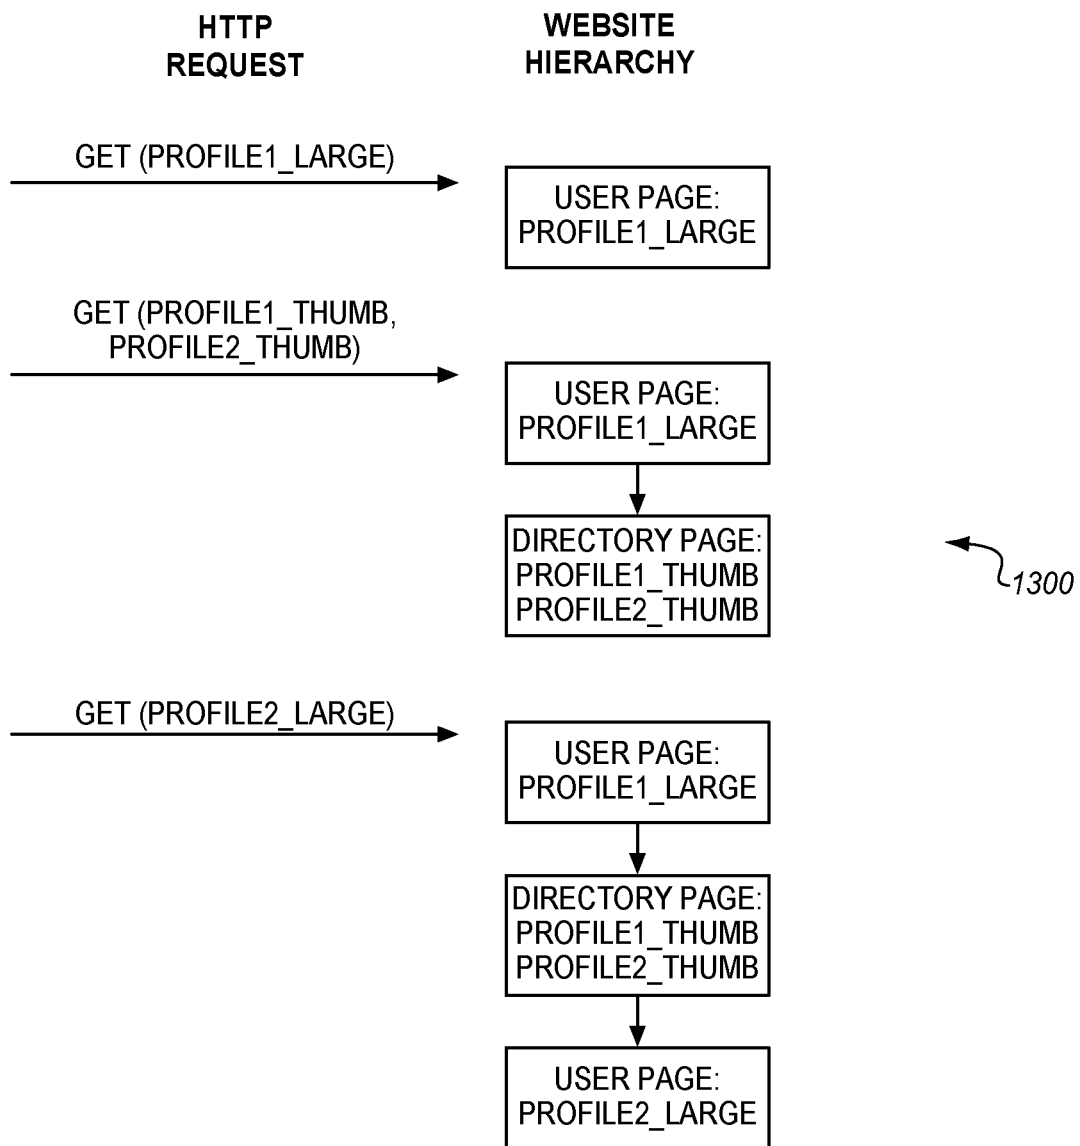 HTTP
REQUEST
WEBSITE
HIERARCHY
GET (PROFILE1_LARGE)
USER PAGE:
PROFILE1_LARGE
GET (PROFILE1_THUMB,
PROFILE2_THUMB)
USER PAGE:
PROFILE1_LARGE
DIRECTORY PAGE:
PROFILE1_THUMB
PROFILE2_THUMB
1300
GET (PROFILE2_LARGE)
USER PAGE:
PROFILE1_LARGE
DIRECTORY PAGE:
PROFILE1_THUMB
PROFILE2_THUMB
USER PAGE:
PROFILE2_LARGE